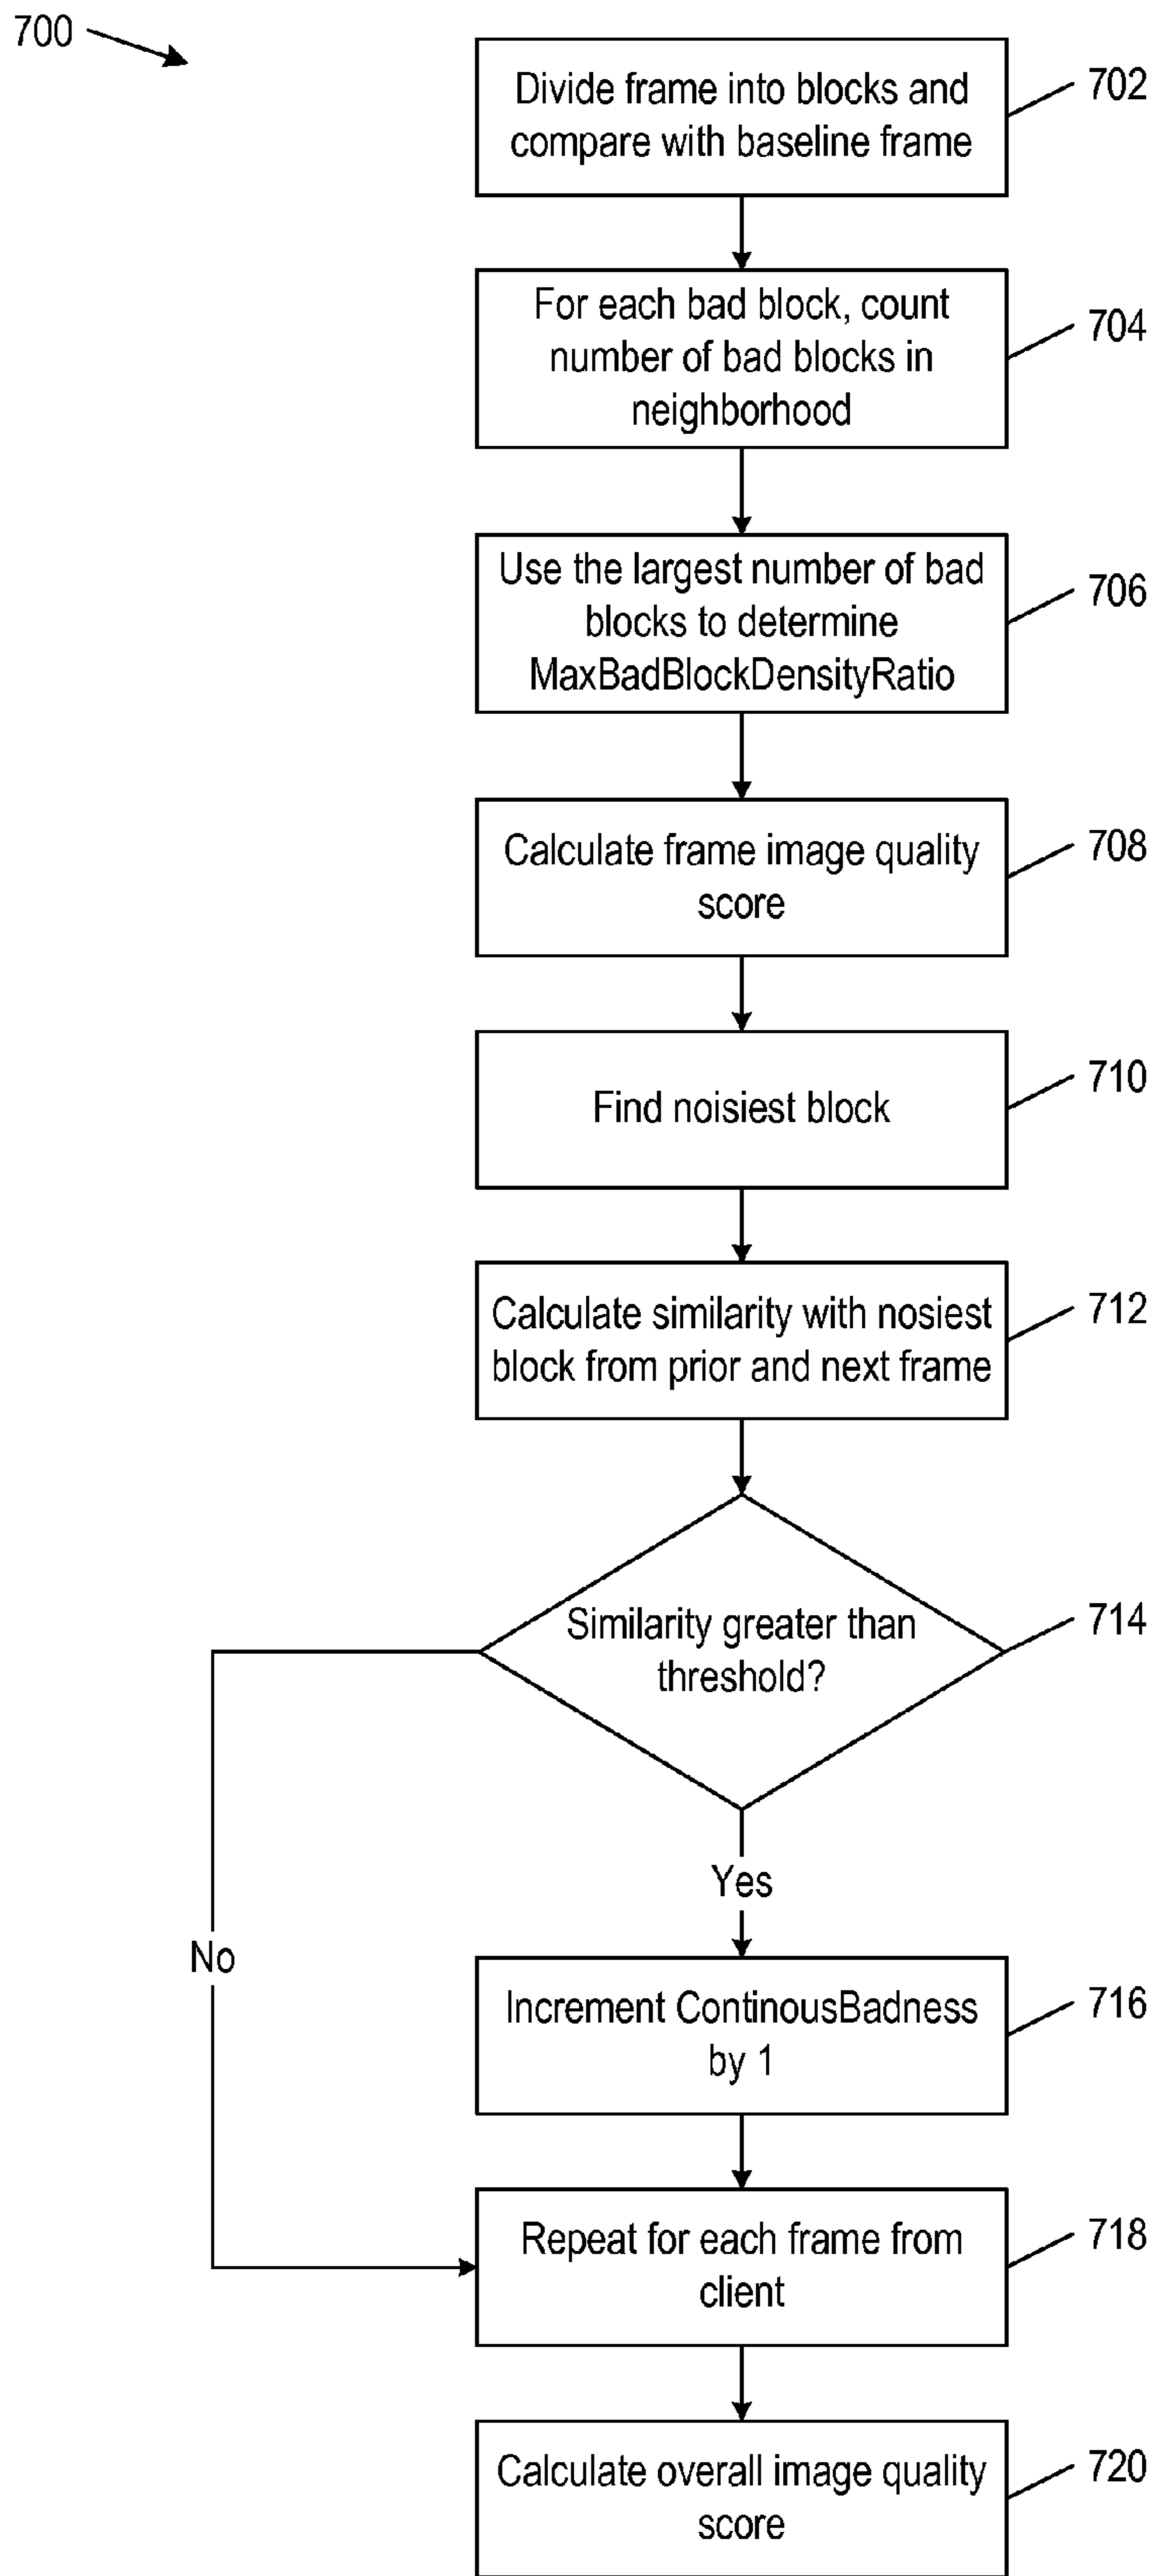 700
Divide frame into blocks and
compare with baseline frame
702
For each bad block, count
number of bad blocks in
neighborhood
704
Use the largest number of bad
blocks to determine
MaxBadBlockDensityRatio
706
Calculate frame image quality
score
708
Find noisiest block
710
Calculate similarity with nosiest
block from prior and next frame
712
Similarity greater than
threshold?
714
Yes
No
Increment ContinousBadness
by 1
716
Repeat for each frame from
client
718
Calculate overall image quality
score
720